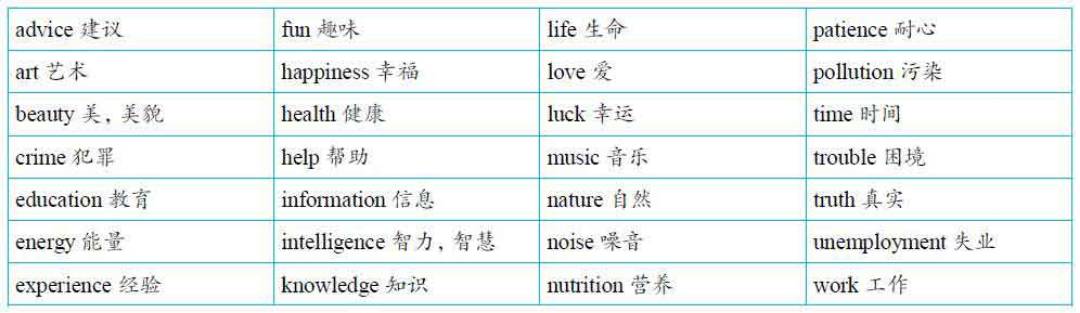 advice 建议 fun 趣味 life 生命 patience 耐心
art 艺术 happiness 幸福 love 爱 pollution 污染
beauty 美, 美貌 health 健康 luck 幸运 time 时间
crime 犯罪 help 帮助 music 音乐 trouble 困境
education 教育 information 信息 nature 自然 truth 真实
energy 能量 intelligence 智力, 智慧 noise 噪音 unemployment 失业
experience 经验 knowledge 知识 nutrition 营养 work 工作